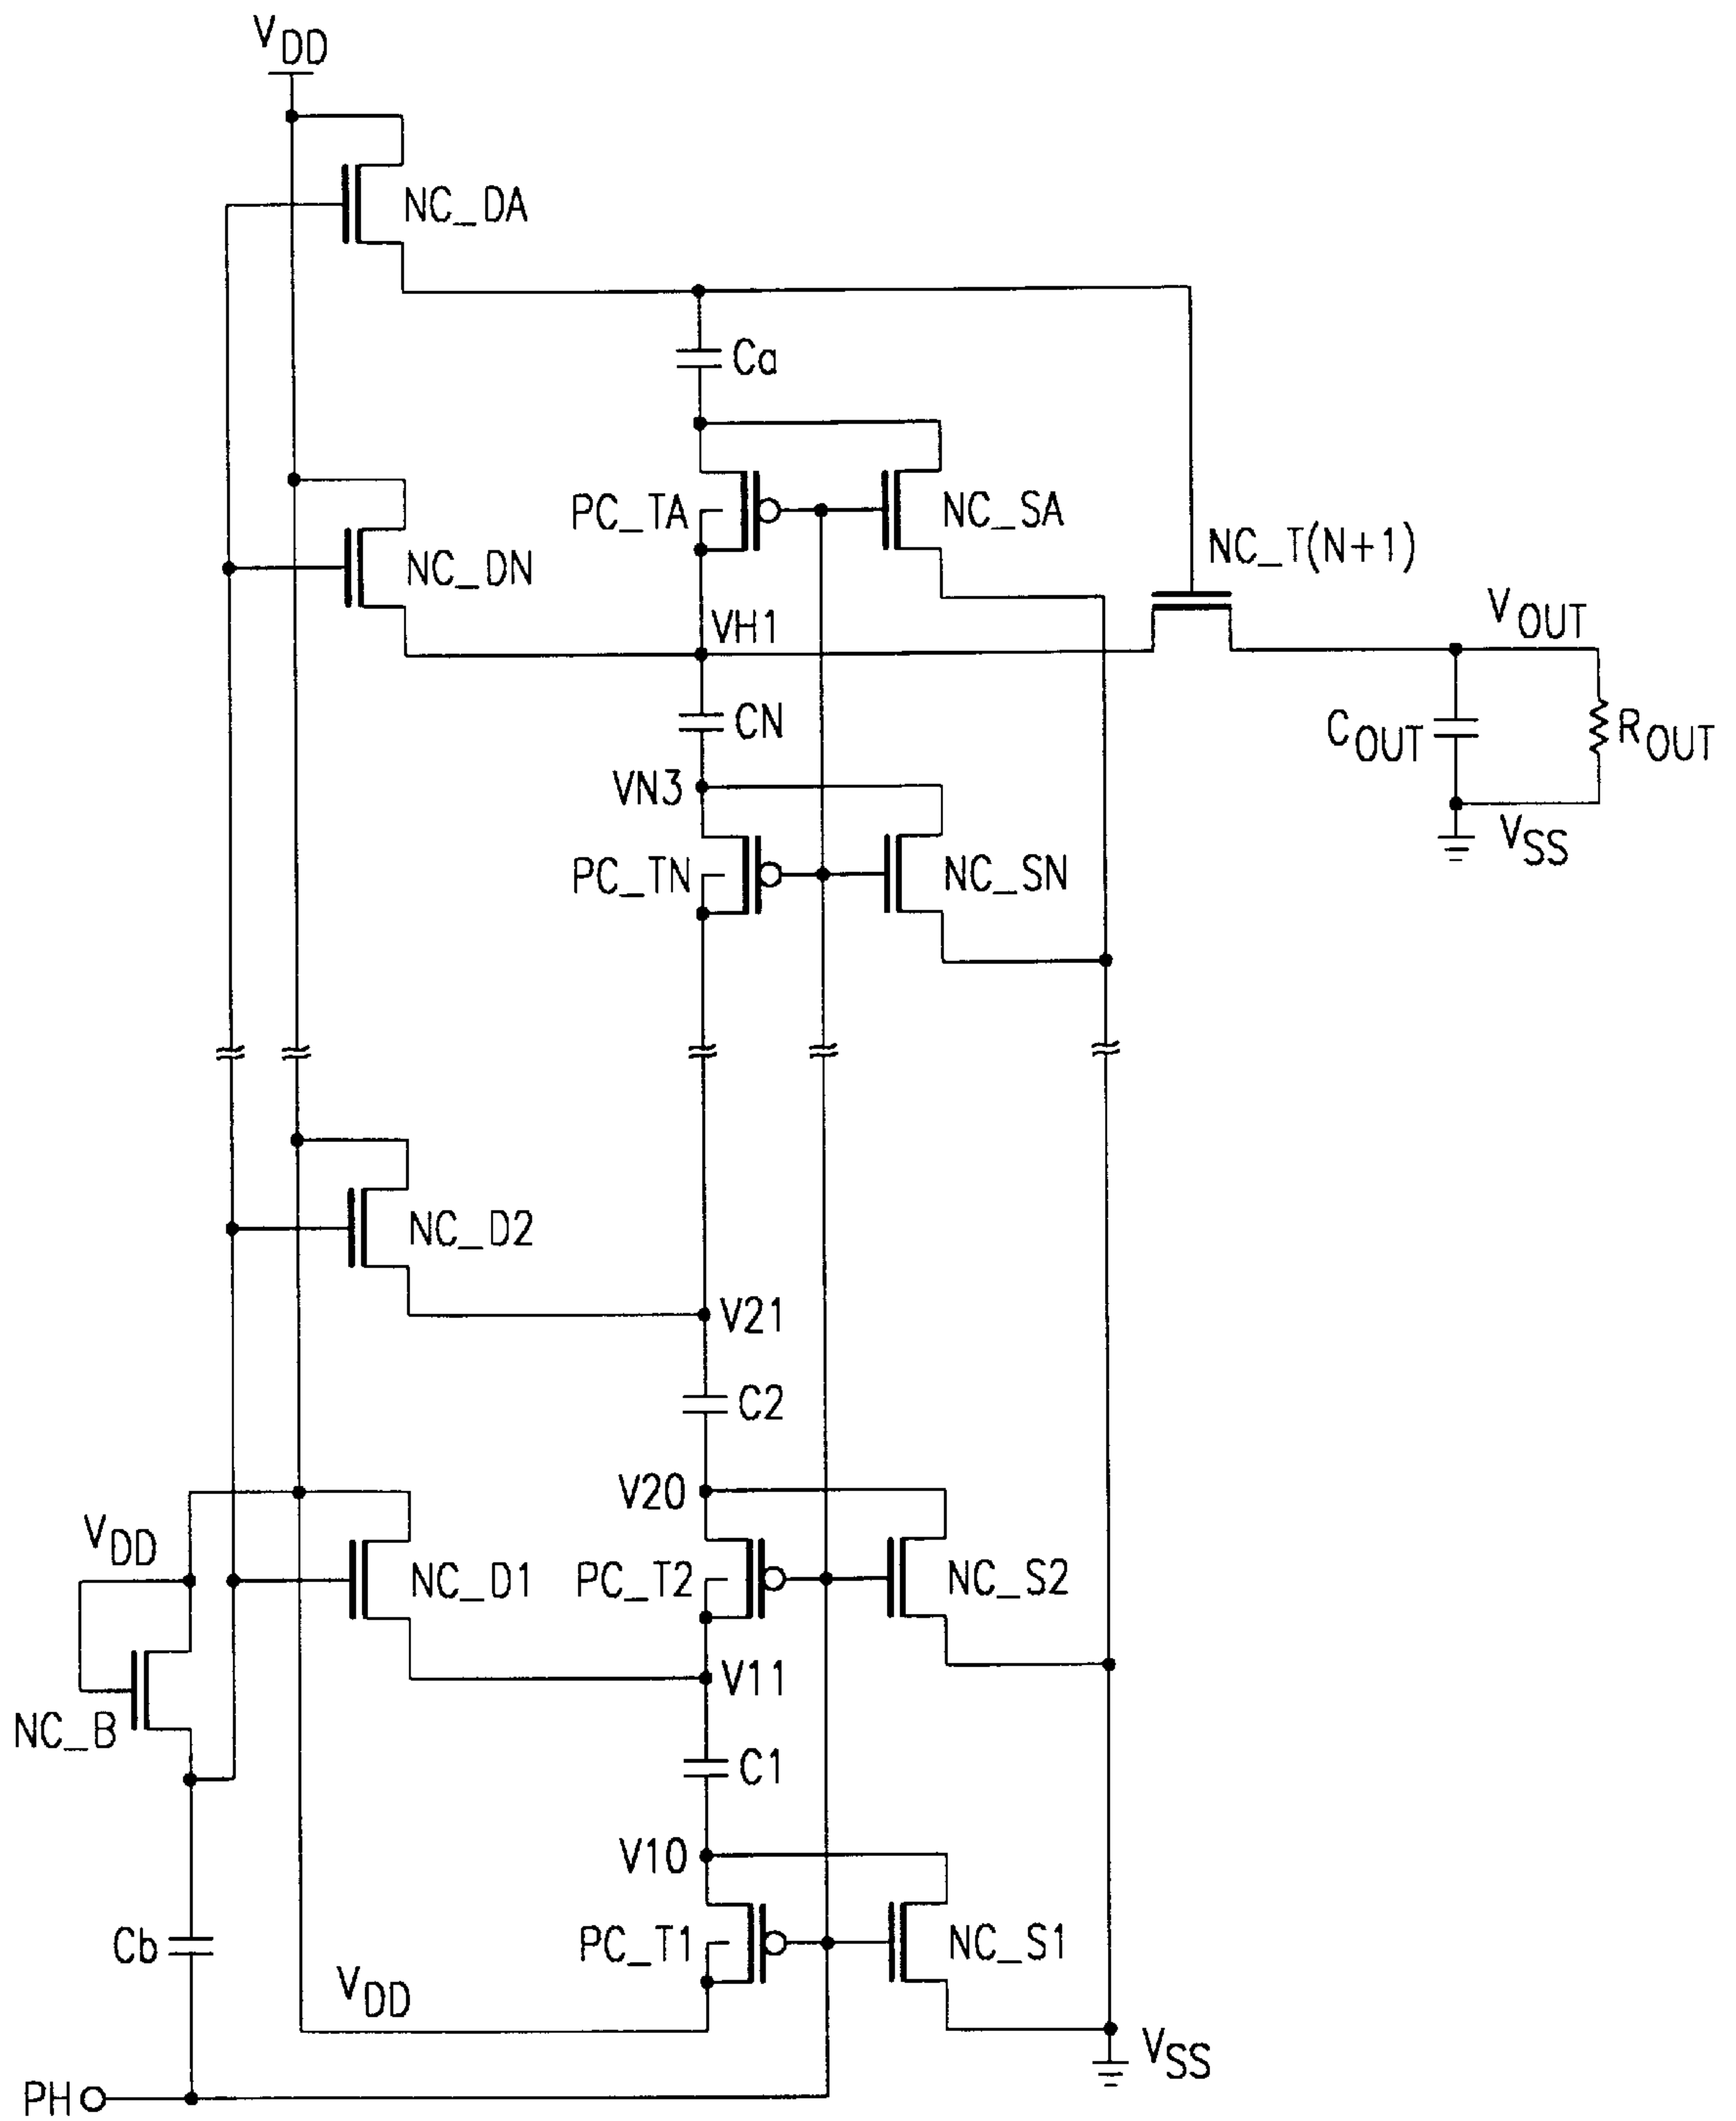 VDD
NC_DA
Ca
PC_TA
NC_SA
NC_DN
NC_T(N+1)
VH1
VOUT
CN
COUT
ROUT
VN3
VSS
PC_TN
NC_SN
NC_D2
V21
C2
V20
VDD
NC_D1
PC_T2
NC_S2
V11
NC_B
C1
V10
Cb
PC_T1
NC_S1
VDD
VSS
PH